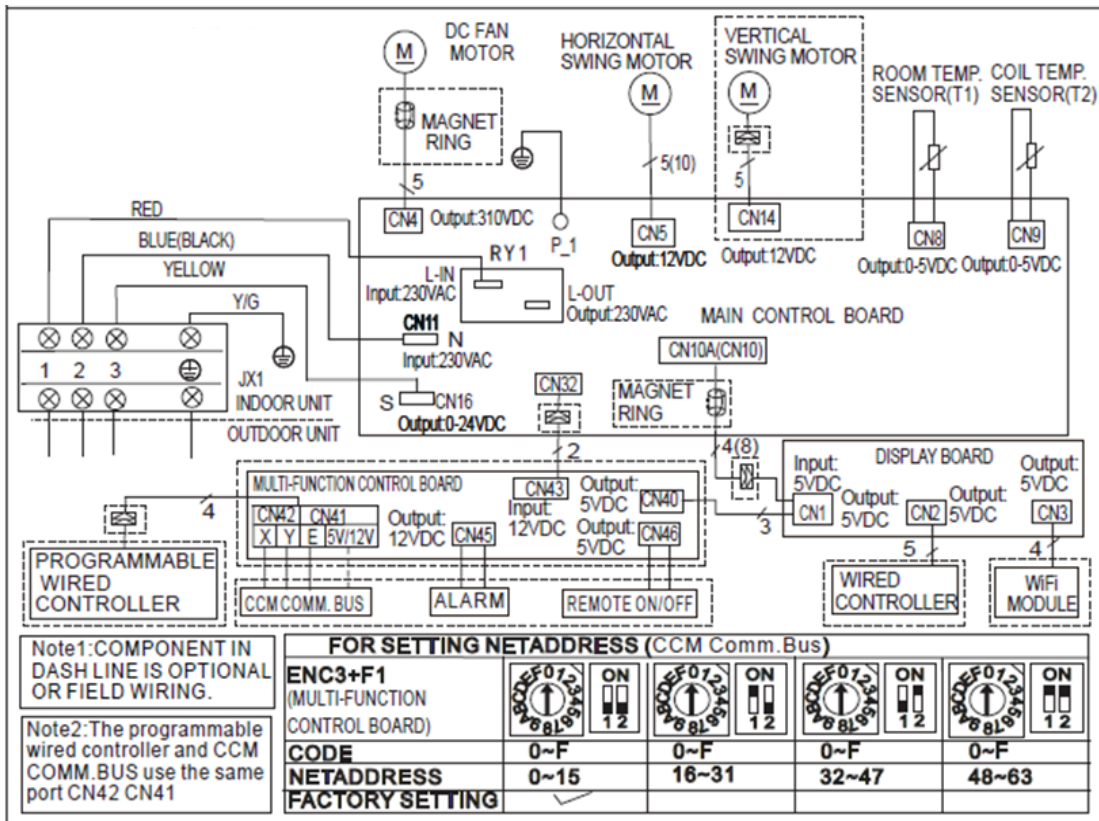 DC FAN
MOTOR
M
MAGNET
RING
5
HORIZONTAL
SWING MOTOR
M
5(10)
VERTICAL
SWING MOTOR
M
5
ROOM TEMP.
SENSOR(T1)
COIL TEMP.
SENSOR(T2)
RED
BLUE(BLACK)
YELLOW
Y/G
CN4
Output:310VDC
P_1
CN5
Output:12VDC
CN14
Output:12VDC
CN8
Output:0-5VDC
CN9
Output:0-5VDC
RY1
L-IN
Input:230VAC
L-OUT
Output:230VAC
CN11
N
Input:230VAC
S
CN16
Output:0-24VDC
MAIN CONTROL BOARD
CN10A(CN10)
CN32
MAGNET
RING
1 2 3
JX1
INDOOR UNIT
OUTDOOR UNIT
2
4(8)
MULTI-FUNCTION CONTROL BOARD
4
CN42 CN41
X Y E 5V/12V
Output:
12VDC
CN45
CN43
Input:
12VDC
Output:
5VDC
CN40
Output:
5VDC
CN46
3
DISPLAY BOARD
Input:
5VDC
CN1
Output:
5VDC
CN2
Output:
5VDC
Output:
5VDC
CN3
5
4
PROGRAMMABLE
WIRED
CONTROLLER
CCM COMM. BUS
ALARM
REMOTE ON/OFF
WIRED
CONTROLLER
WiFi
MODULE
Note1:COMPONENT IN
DASH LINE IS OPTIONAL
OR FIELD WIRING.
Note2:The programmable
wired controller and CCM
COMM.BUS use the same
port CN42 CN41
FOR SETTING NETADDRESS (CCM Comm.Bus)
ENC3+F1
(MULTI-FUNCTION
CONTROL BOARD)
0123456789ABCDEF
ON
1 2
0123456789ABCDEF
ON
1 2
0123456789ABCDEF
ON
1 2
0123456789ABCDEF
ON
1 2
CODE 0~F 0~F 0~F 0~F
NETADDRESS 0~15 16~31 32~47 48~63
FACTORY SETTING